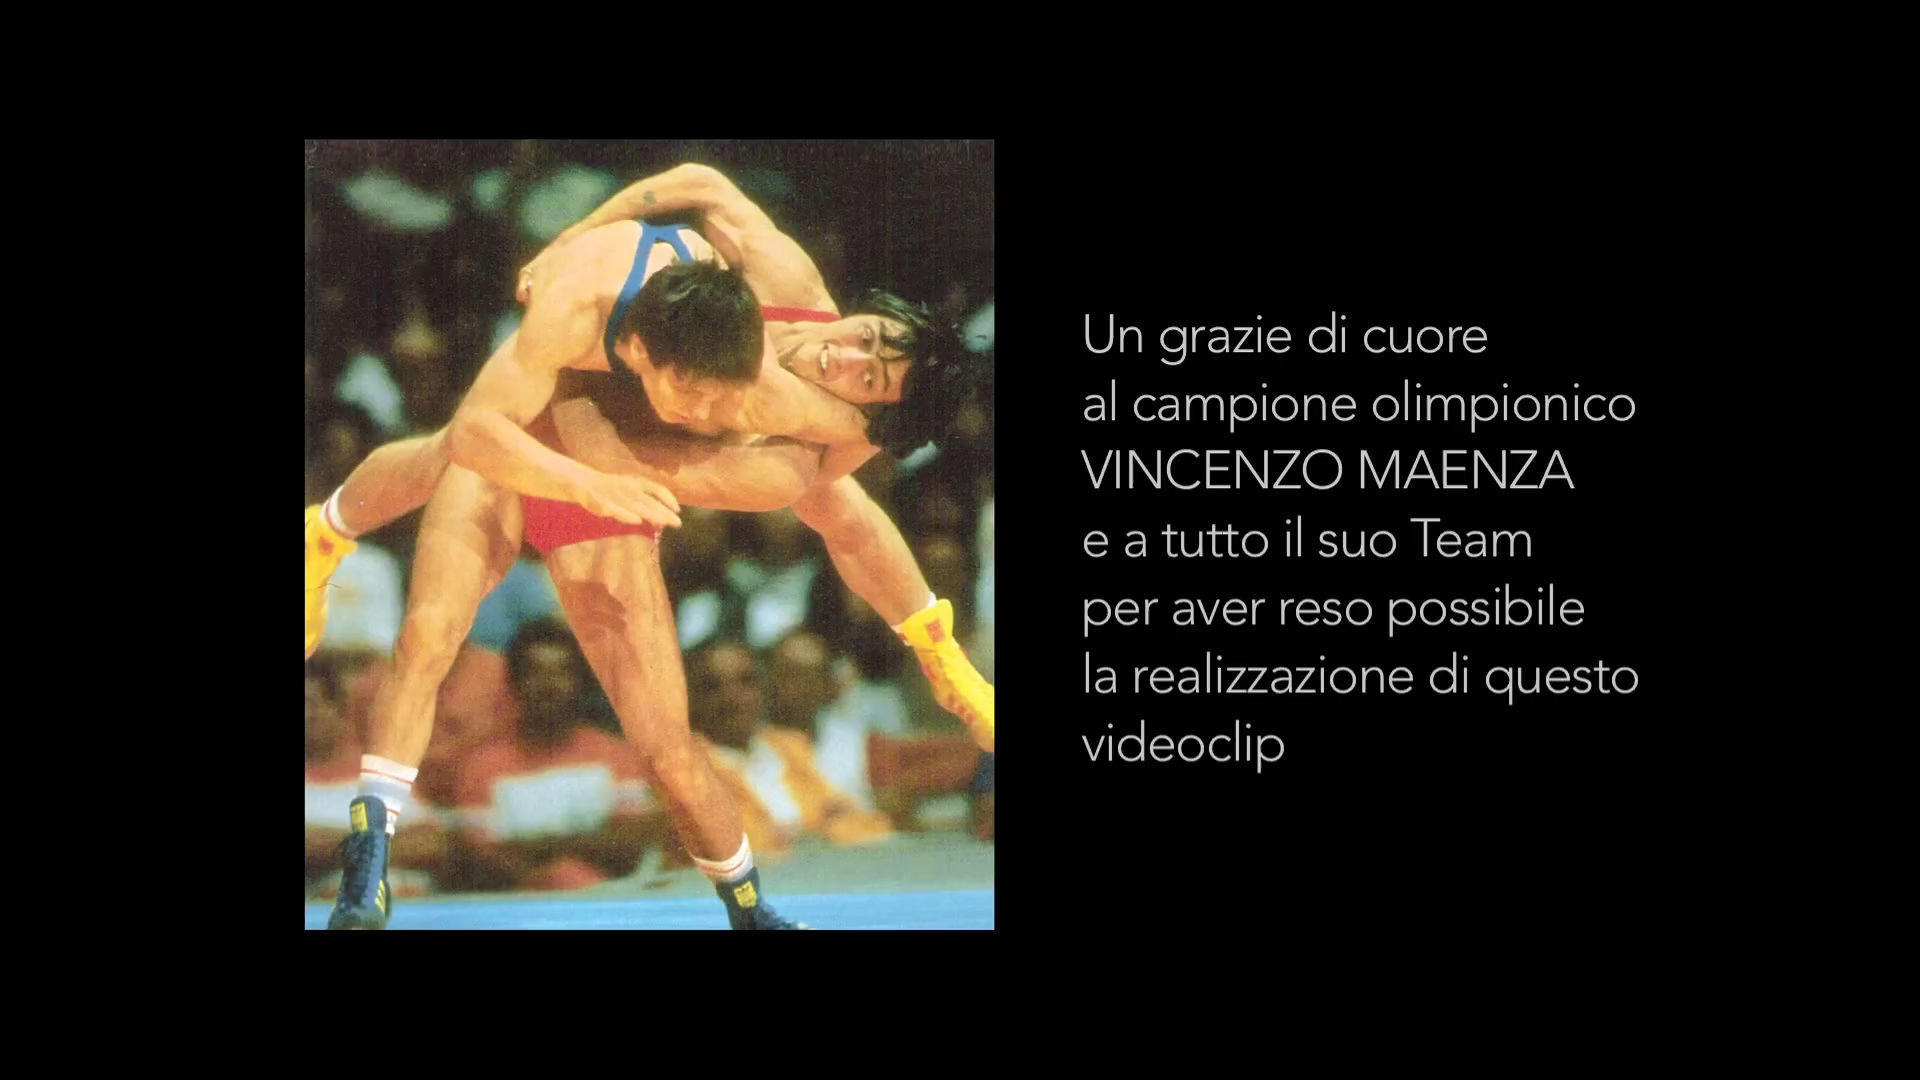 Un grazie di cuore
al campione olimpionico
VINCENZO MAENZA
e a tutto il suo Team
per aver reso possibile
la realizzazione di questo
videoclip